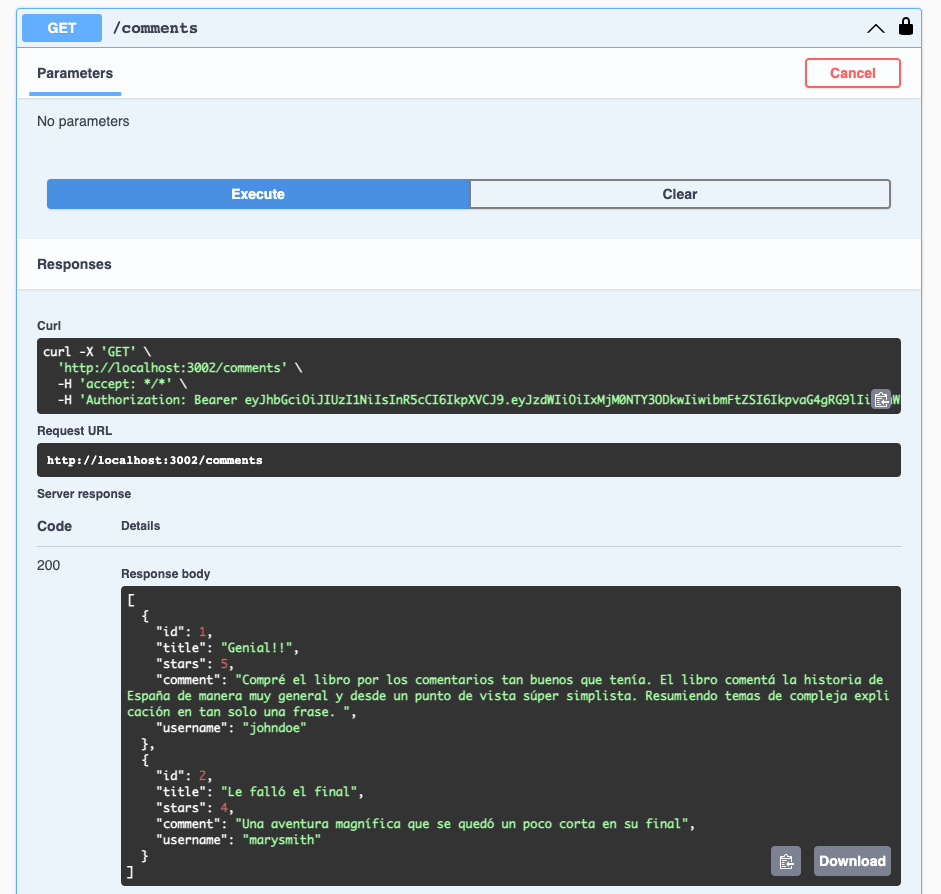 GET /comments
Parameters Cancel
No parameters
Execute Clear
Responses
Curl
curl -X 'GET' \
'http://localhost:3002/comments' \
-H 'accept: */*' \
-H 'Authorization: Bearer eyJhbGciOiJIUzI1NiIsInR5cCI6IkpXVCJ9.eyJzdWIiOiIxMjM0NTY3ODkwIiwibmFtZSI6IkpvaG4gRG9lIi
Request URL
http://localhost:3002/comments
Server response
Code Details
200
Response body
[
{
"id": 1,
"title": "Genial!!",
"stars": 5,
"comment": "Compré el libro por los comentarios tan buenos que tenía. El libro comentá la historia de
España de manera muy general y desde un punto de vista súper simplista. Resumiendo temas de compleja expli
cación en tan solo una frase. ",
"username": "johndoe"
},
{
"id": 2,
"title": "Le falló el final",
"stars": 4,
"comment": "Una aventura magnífica que se quedó un poco corta en su final",
"username": "marysmith"
}
]
Download